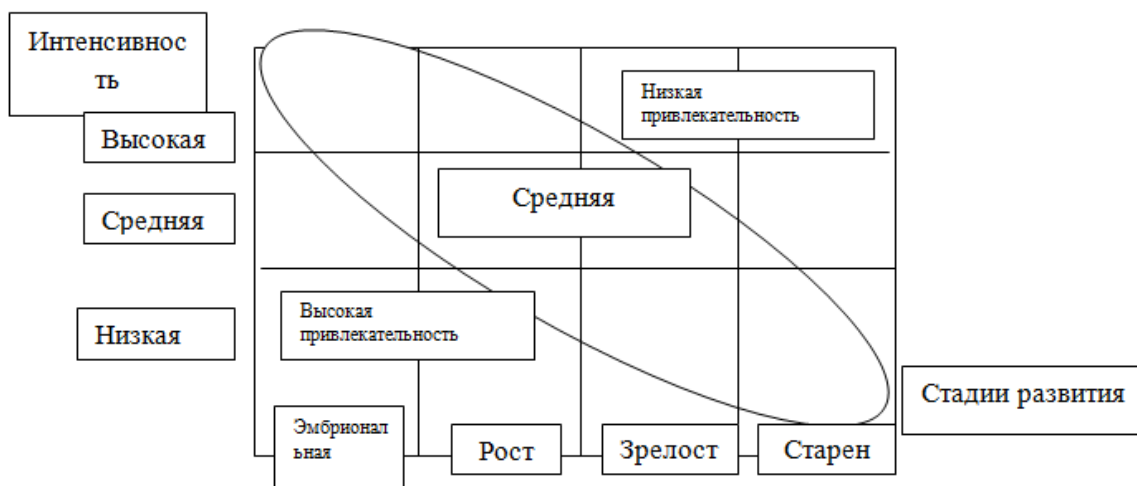 Интенсивнос
ть
Низкая
привлекательность
Высокая
Средняя
Средняя
Высокая
привлекательность
Низкая
Стадии развития
Эмбрионал
ьная
Рост
Зрелост
Старен